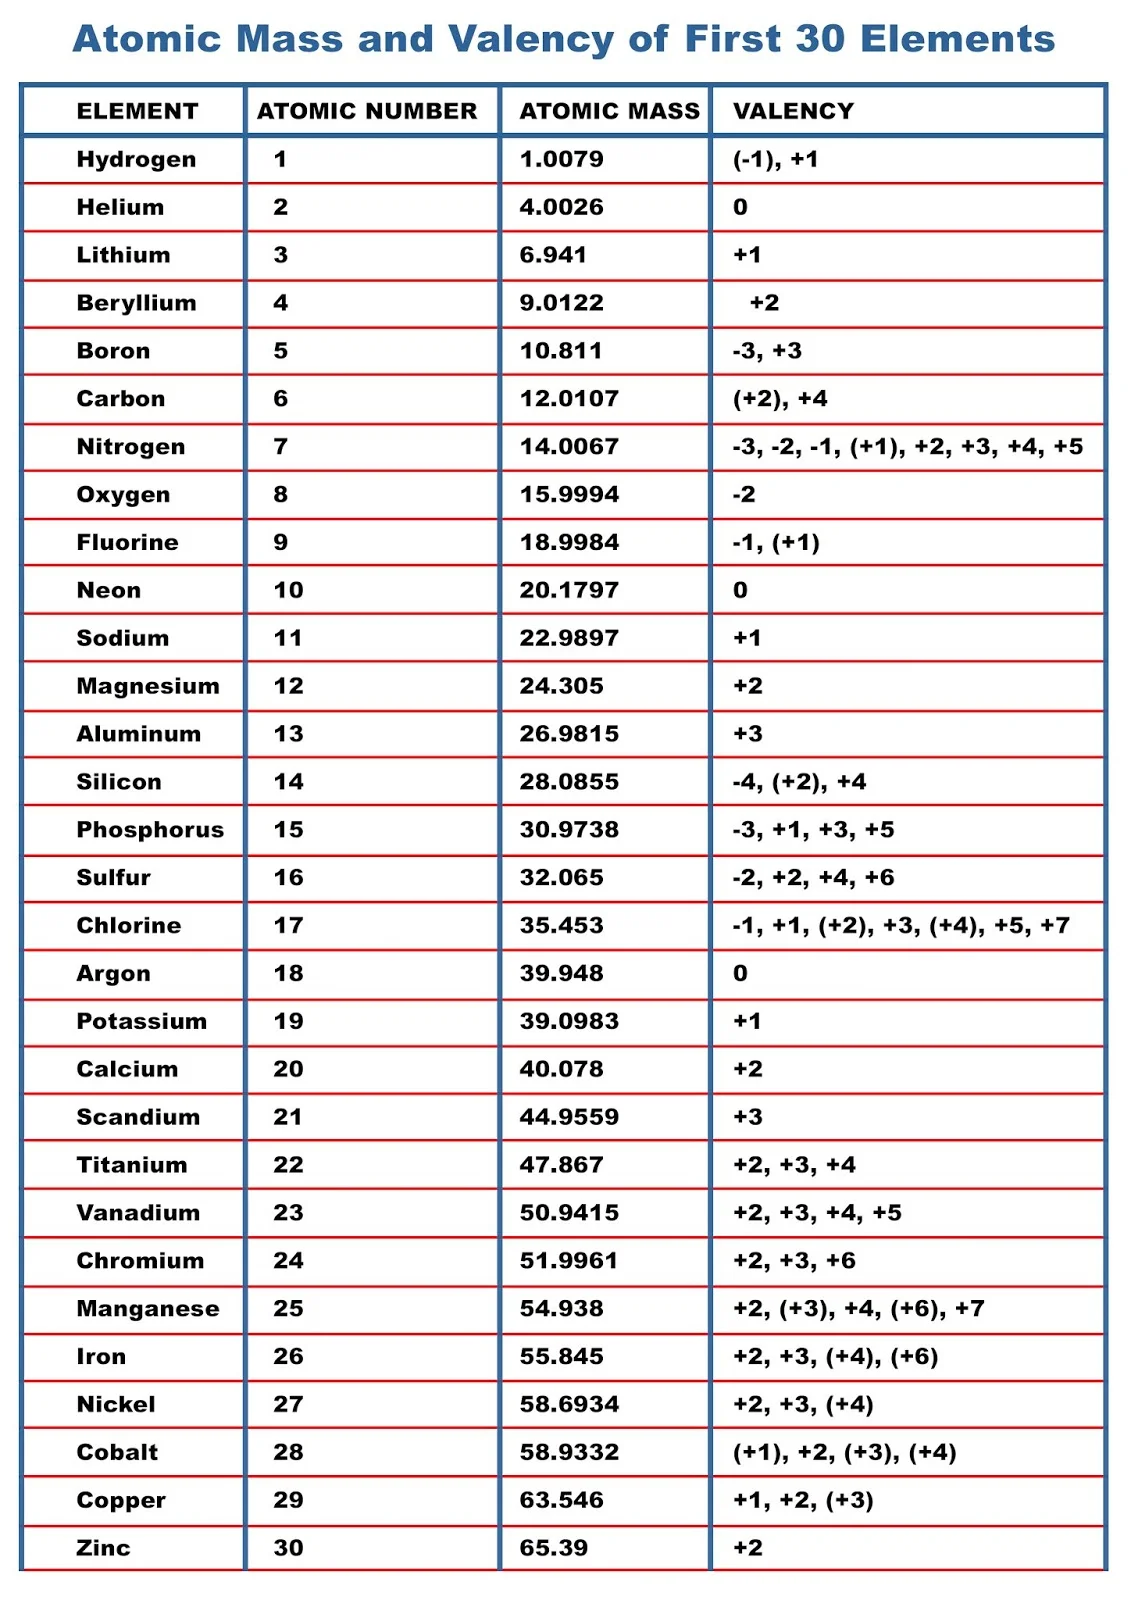 Atomic Mass and Valency of First 30 Elements
ELEMENT ATOMIC NUMBER ATOMIC MASS VALENCY
Hydrogen 1 1.0079 (-1), +1
Helium 2 4.0026 0
Lithium 3 6.941 +1
Beryllium 4 9.0122 +2
Boron 5 10.811 -3, +3
Carbon 6 12.0107 (+2), +4
Nitrogen 7 14.0067 -3, -2, -1, (+1), +2, +3, +4, +5
Oxygen 8 15.9994 -2
Fluorine 9 18.9984 -1, (+1)
Neon 10 20.1797 0
Sodium 11 22.9897 +1
Magnesium 12 24.305 +2
Aluminum 13 26.9815 +3
Silicon 14 28.0855 -4, (+2), +4
Phosphorus 15 30.9738 -3, +1, +3, +5
Sulfur 16 32.065 -2, +2, +4, +6
Chlorine 17 35.453 -1, +1, (+2), +3, (+4), +5, +7
Argon 18 39.948 0
Potassium 19 39.0983 +1
Calcium 20 40.078 +2
Scandium 21 44.9559 +3
Titanium 22 47.867 +2, +3, +4
Vanadium 23 50.9415 +2, +3, +4, +5
Chromium 24 51.9961 +2, +3, +6
Manganese 25 54.938 +2, (+3), +4, (+6), +7
Iron 26 55.845 +2, +3, (+4), (+6)
Nickel 27 58.6934 +2, +3, (+4)
Cobalt 28 58.9332 (+1), +2, (+3), (+4)
Copper 29 63.546 +1, +2, (+3)
Zinc 30 65.39 +2